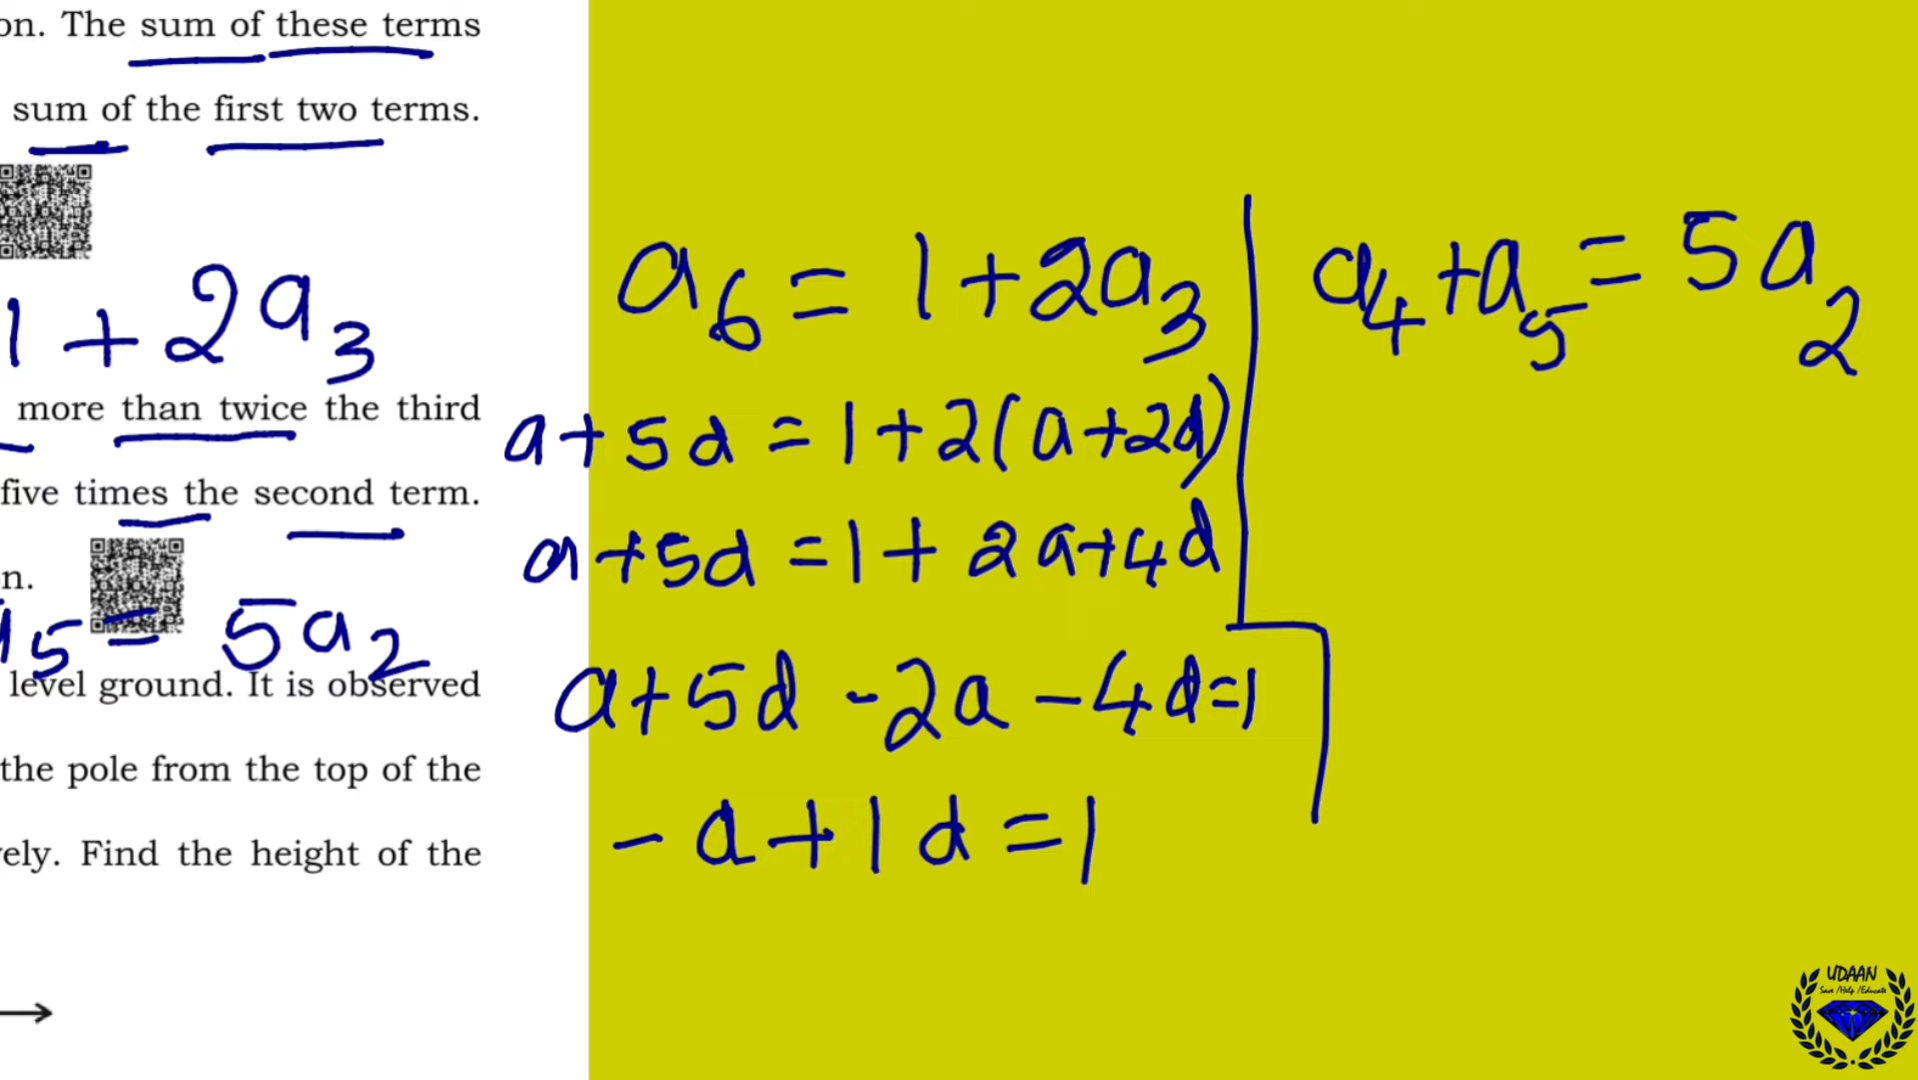 on. The sum of these terms
sum of the first two terms.
1 + 2a3
more than twice the third
five times the second term.
n.
5 = 5a2
level ground. It is observed
the pole from the top of the
ely. Find the height of the
a6 = 1 + 2a3
a + 5d = 1 + 2(a + 2d)
a + 5d = 1 + 2a + 4d
a + 5d - 2a - 4d = 1
- a + 1d = 1
a4 + a5 = 5a2
UDAAN
Save /Help /Educate